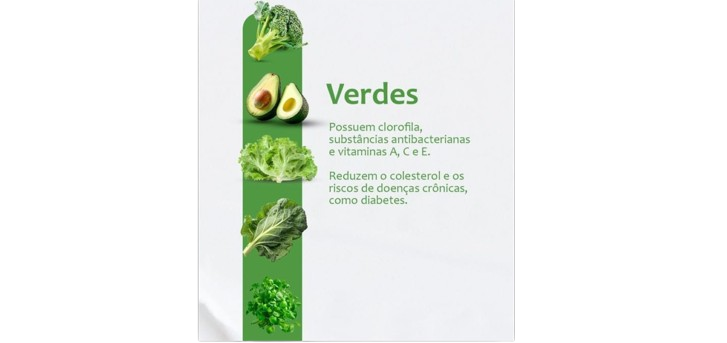 Verdes
Possuem clorofila,
substâncias antibacterianas
e vitaminas A, C e E.
Reduzem o colesterol e os
riscos de doenças crônicas,
como diabetes.